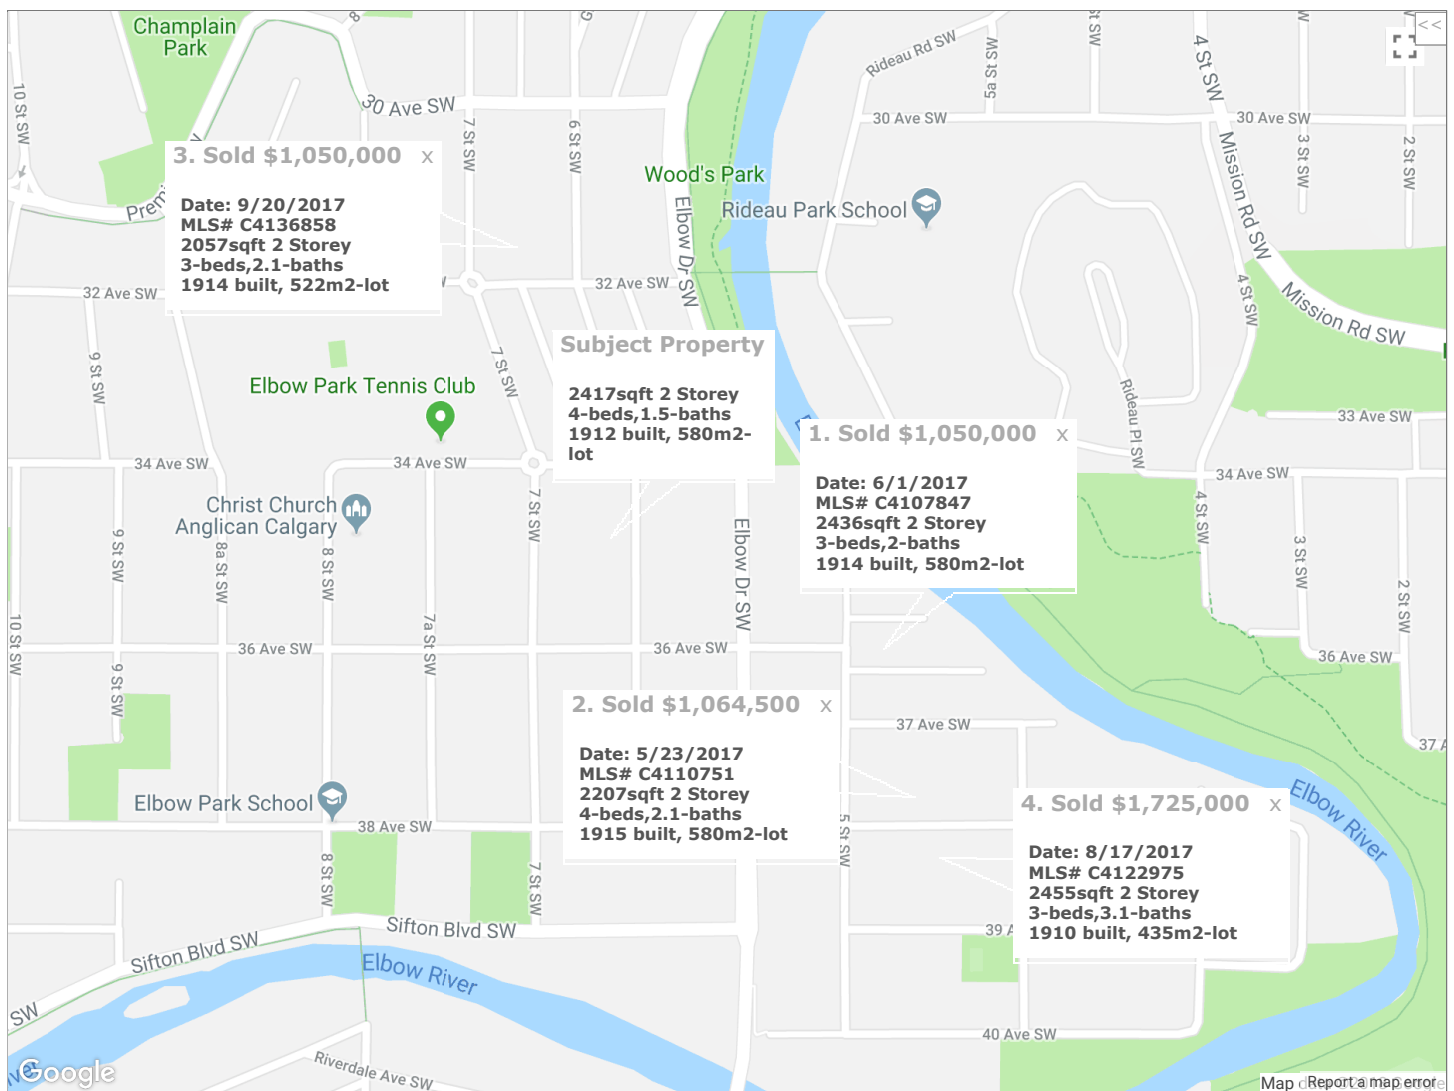 Champlain
Park
8
G
St SW
W
W
<<
10 St SW
30 Ave SW
7 St SW
6 St SW
Rideau Rd SW
5a St SW
30 Ave SW
4 St SW
30 Ave SW
3 St SW
2 St SW
Mission Rd SW
3. Sold $1,050,000 x
Date: 9/20/2017
MLS# C4136858
2057sqft 2 Storey
3-beds,2.1-baths
1914 built, 522m2-lot
Premi
Wood's Park
Elbow Dr SW
Rideau Park School
32 Ave SW
32 Ave SW
4 St SW
Mission Rd SW
9 St SW
7 St SW
Subject Property
2417sqft 2 Storey
4-beds,1.5-baths
1912 built, 580m2-
lot
Elbow Park Tennis Club
Rideau Pl SW
33 Ave SW
1. Sold $1,050,000 x
Date: 6/1/2017
MLS# C4107847
2436sqft 2 Storey
3-beds,2-baths
1914 built, 580m2-lot
34 Ave SW
34 Ave SW
34 Ave SW
Christ Church
Anglican Calgary
9 St SW
8a St SW
8 St SW
7 St SW
Elbow Dr SW
4 St SW
3 St SW
2 St SW
10 St SW
7a St SW
36 Ave SW
36 Ave SW
36 Ave SW
9 St SW
2. Sold $1,064,500 x
Date: 5/23/2017
MLS# C4110751
2207sqft 2 Storey
4-beds,2.1-baths
1915 built, 580m2-lot
37 Ave SW
37 A
Elbow Park School
38 Ave SW
5 St SW
Elbow River
4. Sold $1,725,000 x
Date: 8/17/2017
MLS# C4122975
2455sqft 2 Storey
3-beds,3.1-baths
1910 built, 435m2-lot
8 St SW
7 St SW
Sifton Blvd SW
Sifton Blvd SW
39 A
Elbow River
SW
40 Ave SW
Riverdale Ave SW
Google
Map
Report a map error